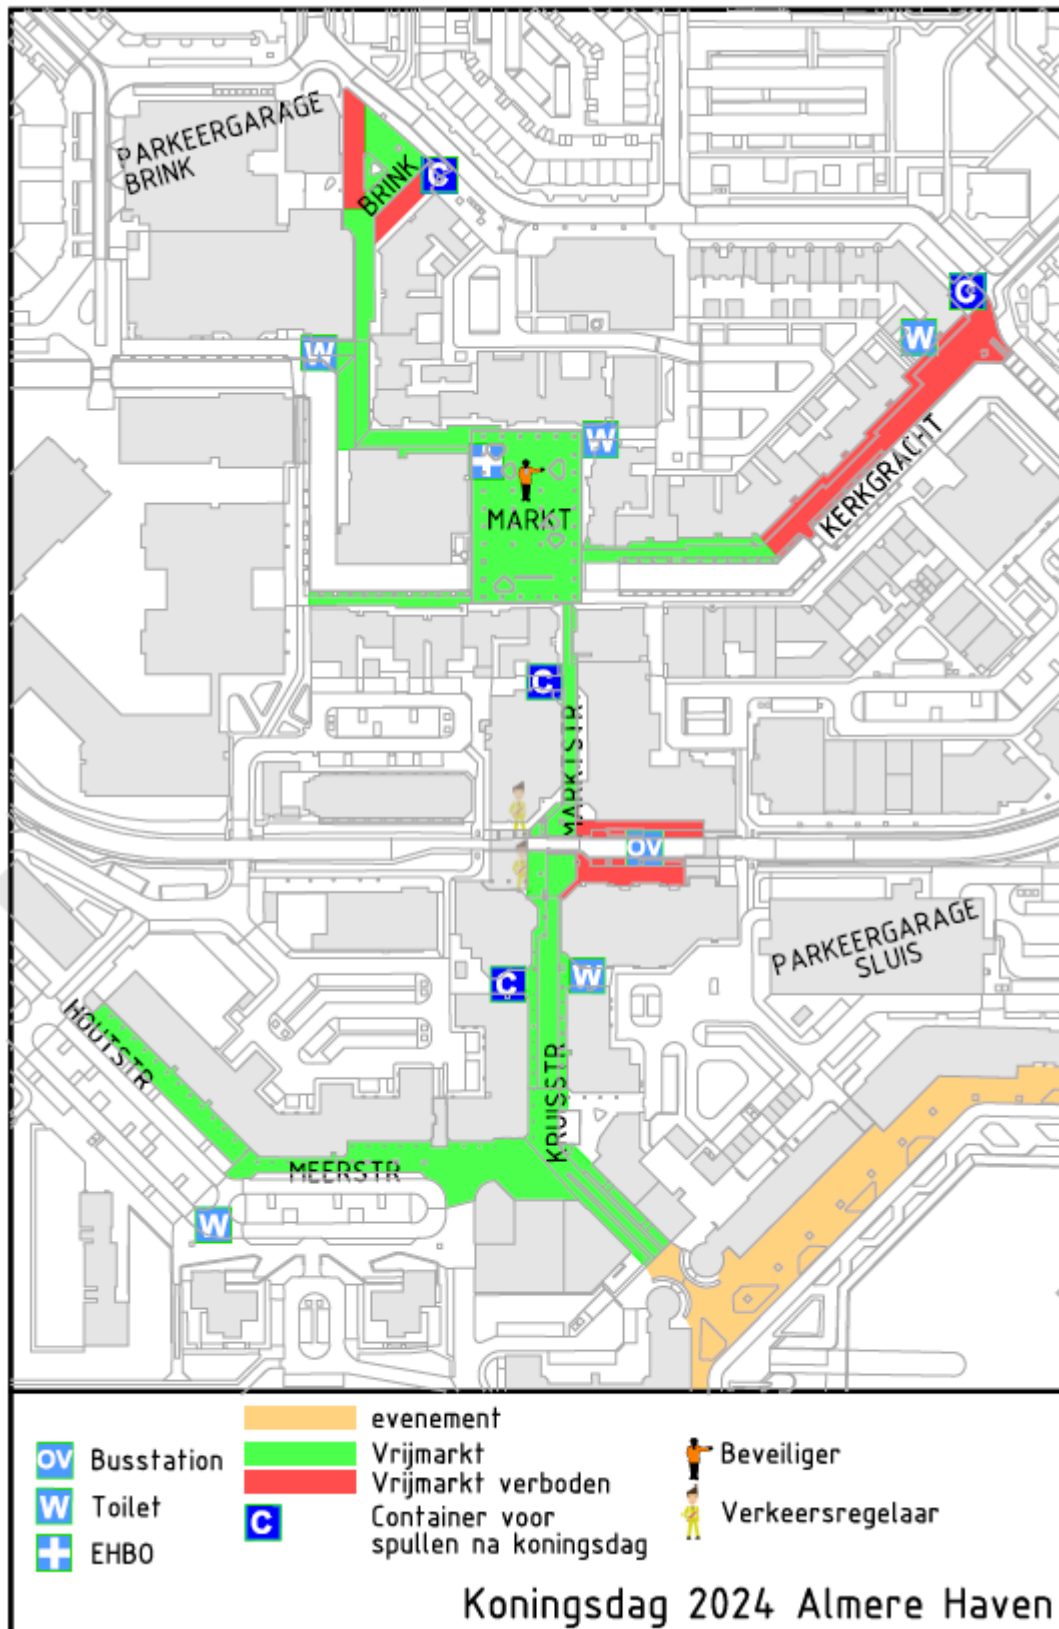 PARKEERGARAGE
BRINK
BRINK
C
C
W
W
W
KERKGRACHT
MARKT
C
MARKTSTR.
OV
PARKEERGARAGE
SLUIS
C
W
HOUTSTR
KRUISSTR
MEERSTR
W
evenement
OV Busstation
Vrijmarkt
Beveiliger
Vrijmarkt verboden
W Toilet
C Container voor
spullen na koningsdag
Verkeersregelaar
EHBO
Koningsdag 2024 Almere Haven